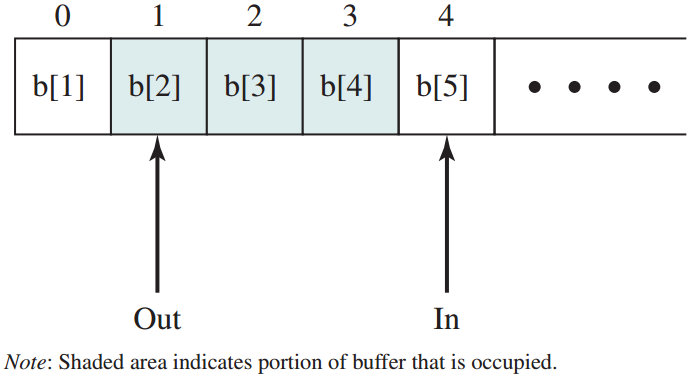 0 1 2 3 4
b[1] b[2] b[3] b[4] b[5] • • • •
Out In
Note: Shaded area indicates portion of buffer that is occupied.